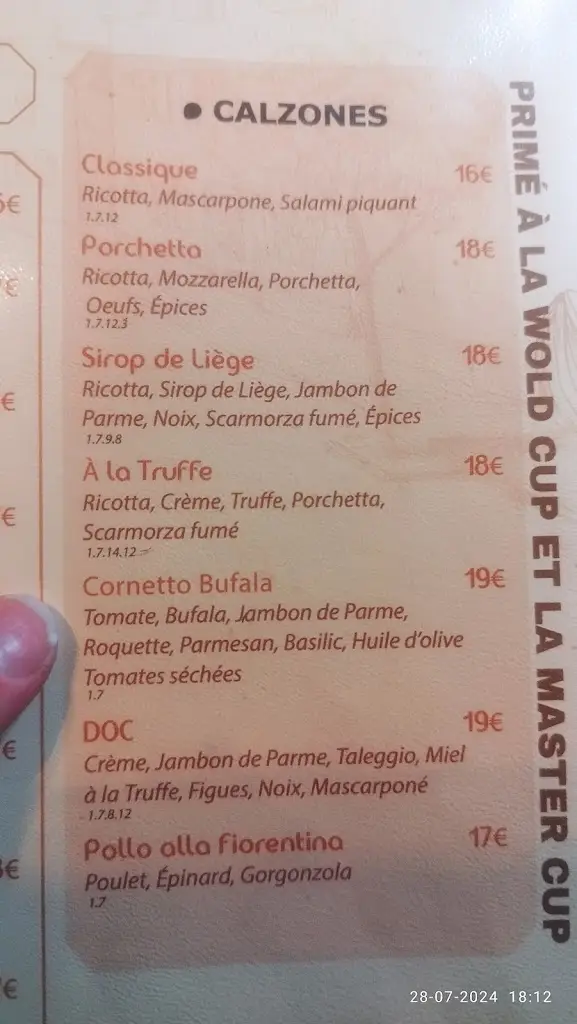 ● CALZONES
Classique 16€
Ricotta, Mascarpone, Salami piquant
1.7.12
Porchetta 18€
Ricotta, Mozzarella, Porchetta,
Oeufs, Épices
1.7.12.3
Sirop de Liège 18€
Ricotta, Sirop de Liège, Jambon de
Parme, Noix, Scarmorza fumé, Épices
1.7.9.8
À la Truffe 18€
Ricotta, Crème, Truffe, Porchetta,
Scarmorza fumé
1.7.14.12
Cornetto Bufala 19€
Tomate, Bufala, Jambon de Parme,
Roquette, Parmesan, Basilic, Huile d'olive
Tomates séchées
1.7
DOC 19€
Crème, Jambon de Parme, Taleggio, Miel
à la Truffe, Figues, Noix, Mascarponé
1.7.8.12
Pollo alla fiorentina 17€
Poulet, Épinard, Gorgonzola
1.7
PRIMÉ À LA WOLD CUP ET LA MASTER CUP
28-07-2024 18:12